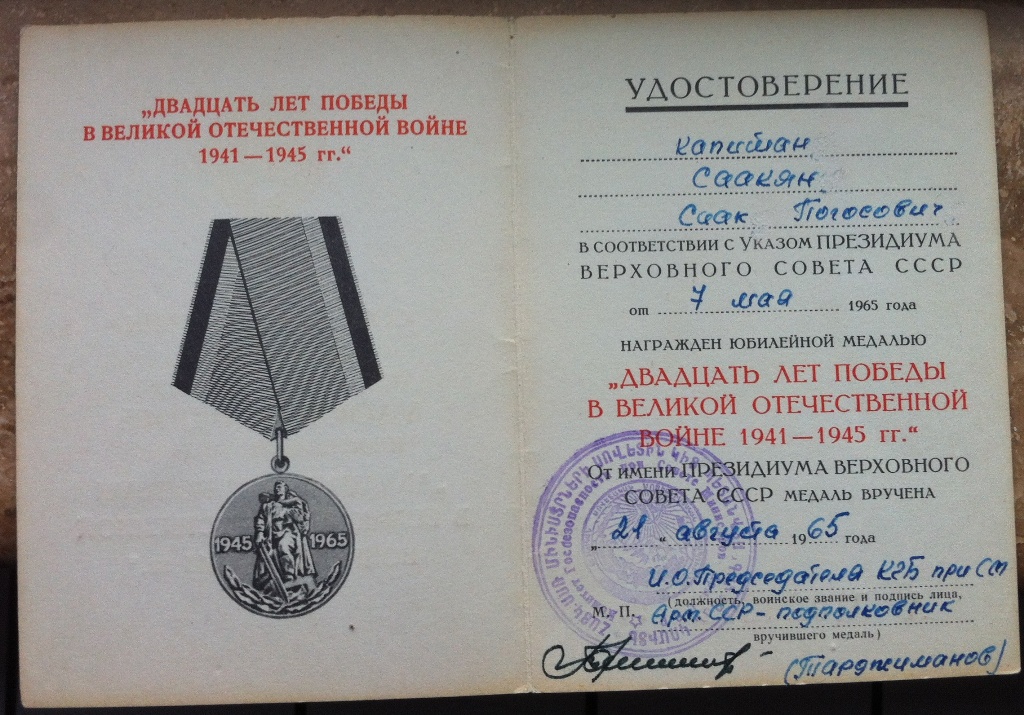 „ДВАДЦАТЬ ЛЕТ ПОБЕДЫ
В ВЕЛИКОЙ ОТЕЧЕСТВЕННОЙ ВОЙНЕ
1941—1945 гг.“
1945 1965
УДОСТОВЕРЕНИЕ
капитан
Саакян
Саак Погосович
В СООТВЕТСТВИИ С УКАЗОМ ПРЕЗИДИУМА
ВЕРХОВНОГО СОВЕТА СССР
от 7 мая 1965 года
НАГРАЖДЕН ЮБИЛЕЙНОЙ МЕДАЛЬЮ
„ДВАДЦАТЬ ЛЕТ ПОБЕДЫ
В ВЕЛИКОЙ ОТЕЧЕСТВЕННОЙ
ВОЙНЕ 1941—1945 гг.“
ОТ ИМЕНИ ПРЕЗИДИУМА ВЕРХОВНОГО
СОВЕТА СССР МЕДАЛЬ ВРУЧЕНА
„21“ августа 1965 года
И.О.Председателя КГБ при СМ
(должность, воинское звание и подпись лица,
М. П. Арм.ССР-подполковник
вручившего медаль)
(Тарджиманов)